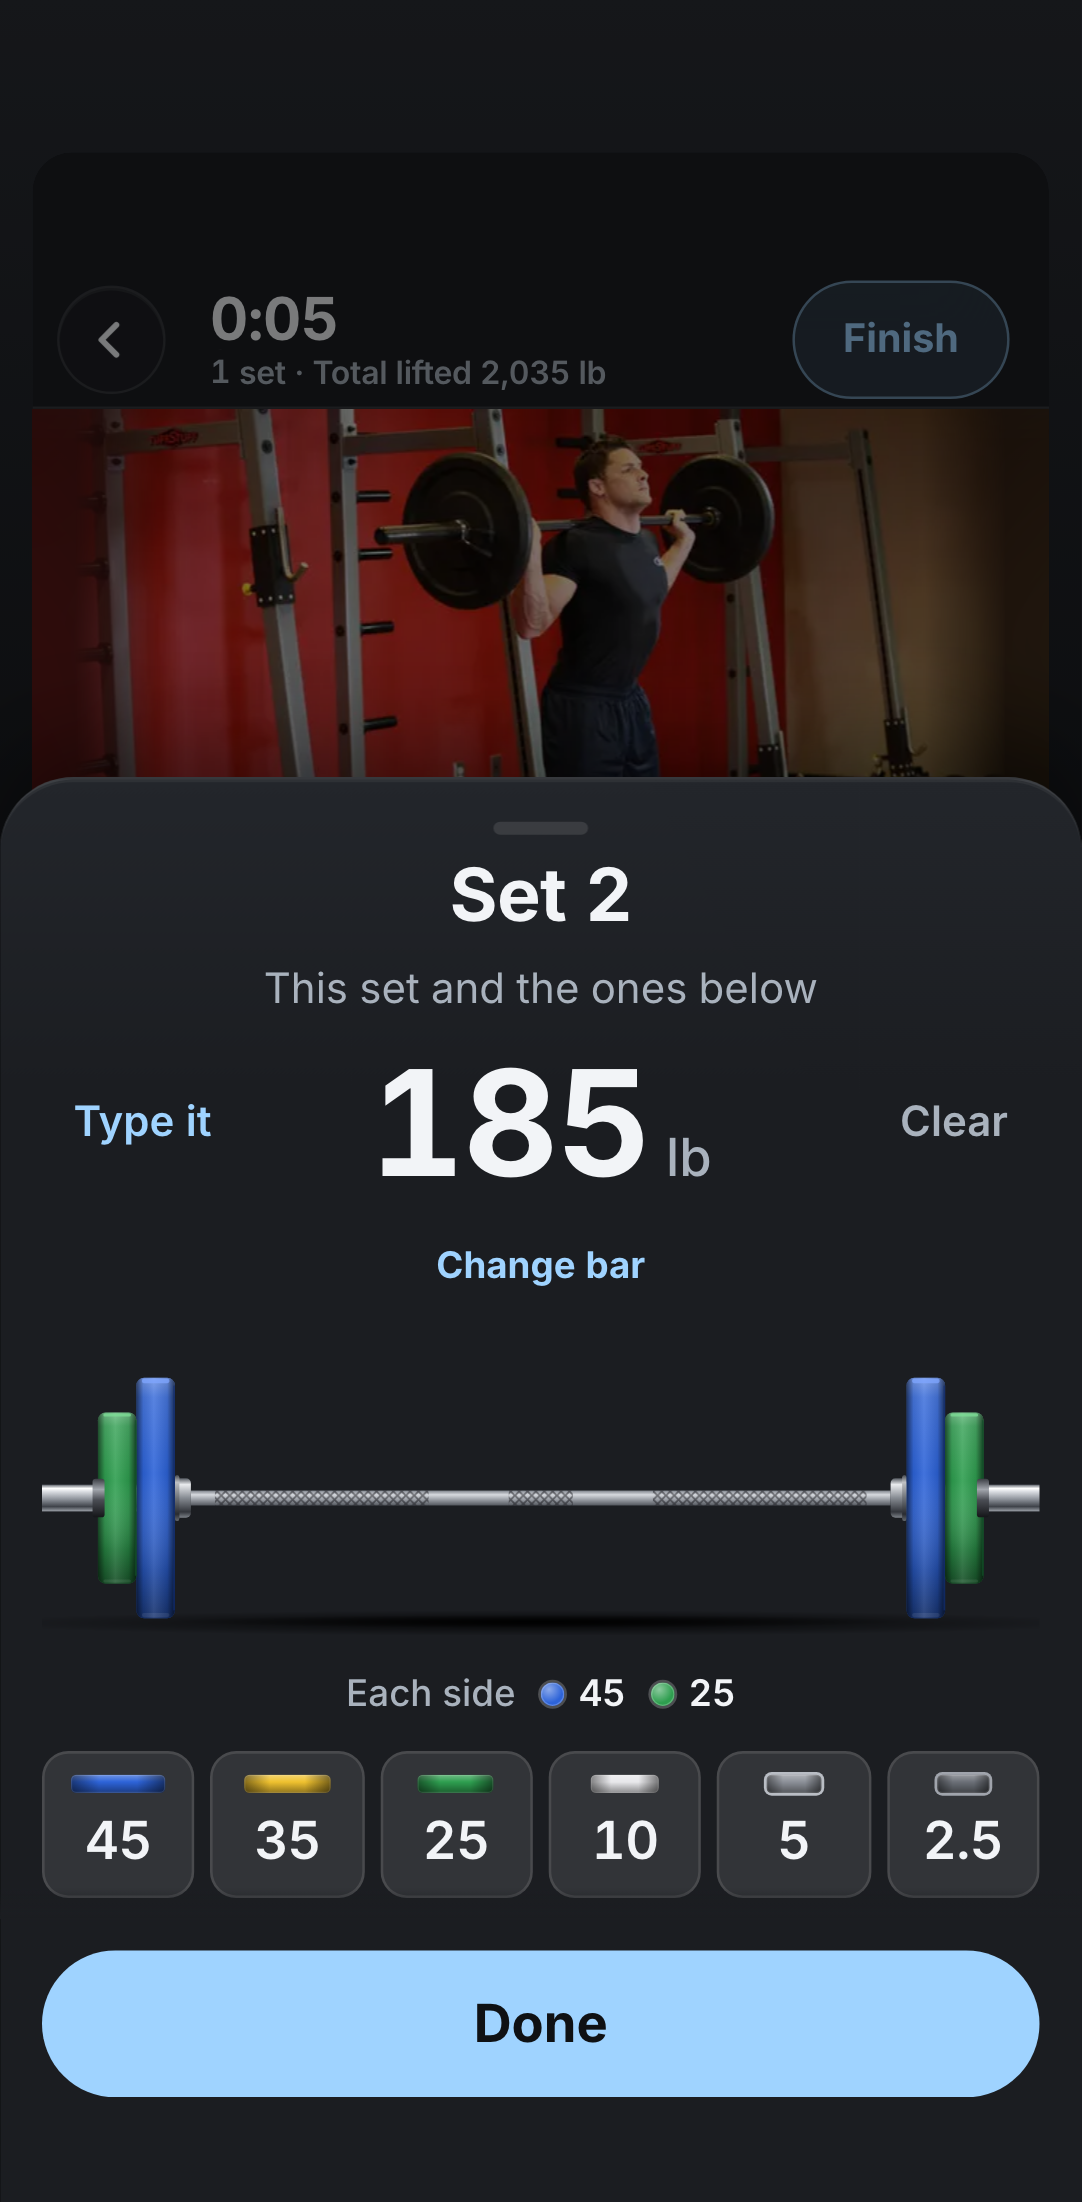 0:05
1 set · Total lifted 2,035 lb
Finish
Set 2
This set and the ones below
Type it
185 lb
Clear
Change bar
Each side 45 25
45 35 25 10 5 2.5
Done